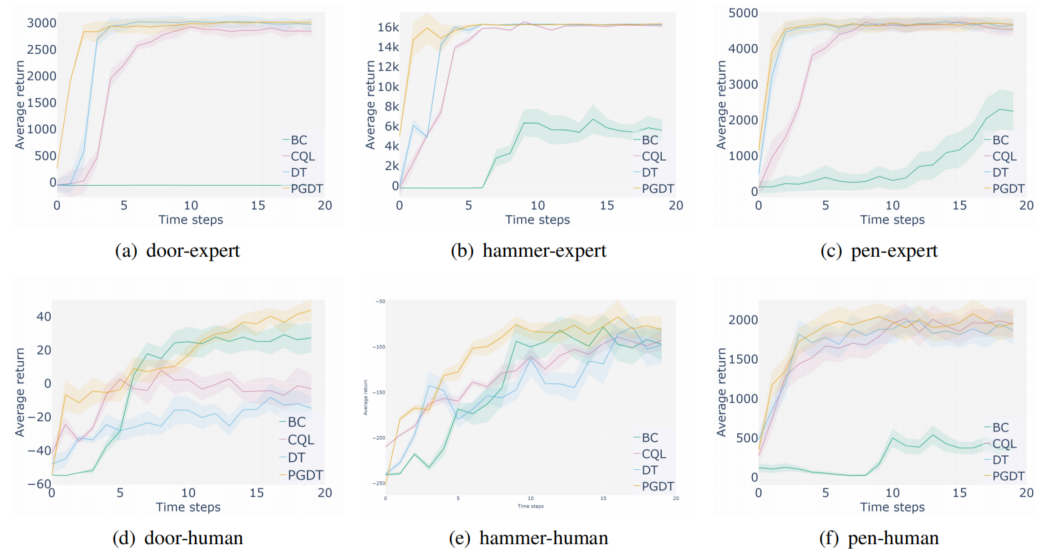 3000
2500
2000
1500
1000
500
0
Average return
0 5 10 15 20
Time steps
BC
CQL
DT
PGDT
(a) door-expert
16k
14k
12k
10k
8k
6k
4k
2k
0
Average return
0 5 10 15 20
Time steps
BC
CQL
DT
PGDT
(b) hammer-expert
5000
4000
3000
2000
1000
0
Average return
0 5 10 15 20
Time steps
BC
CQL
DT
PGDT
(c) pen-expert
40
20
0
−20
−40
−60
Average return
0 5 10 15 20
Time steps
BC
CQL
DT
PGDT
(d) door-human
−50
−100
−150
−200
−250
Average return
0 5 10 15 20
Time steps
BC
CQL
DT
PGDT
(e) hammer-human
2000
1500
1000
500
0
Average return
0 5 10 15 20
Time steps
BC
CQL
DT
PGDT
(f) pen-human